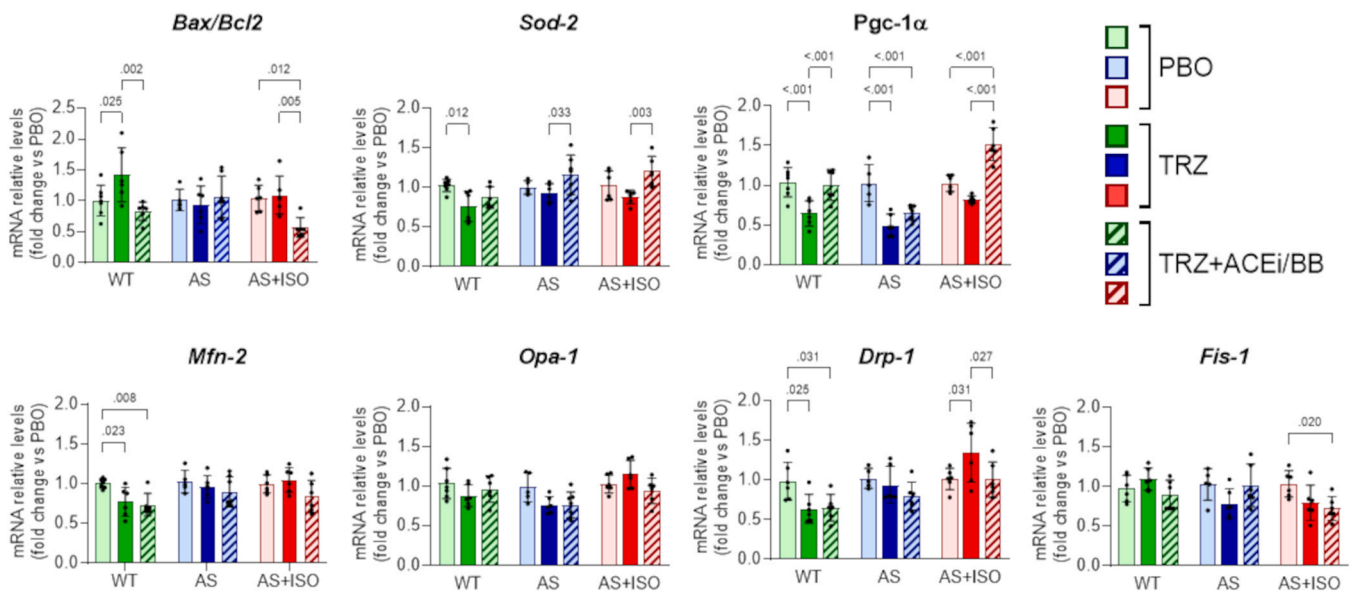 Bax/Bcl2
mRNA relative levels
(fold change vs PBO)
2.5
2.0
1.5
1.0
0.5
0.0
.025
.002
.012
.005
WT
AS
AS+ISO
Sod-2
mRNA relative levels
(fold change vs PBO)
2.0
1.5
1.0
0.5
0.0
.012
.033
.003
WT
AS
AS+ISO
Pgc-1α
mRNA relative levels
(fold change vs PBO)
2.0
1.5
1.0
0.5
0.0
<.001
<.001
<.001
<.001
<.001
<.001
WT
AS
AS+ISO
PBO
TRZ
TRZ+ACEi/BB
Mfn-2
mRNA relative levels
(fold change vs PBO)
2.0
1.5
1.0
0.5
0.0
.008
.023
WT
AS
AS+ISO
Opa-1
mRNA relative levels
(fold change vs PBO)
2.0
1.5
1.0
0.5
0.0
WT
AS
AS+ISO
Drp-1
mRNA relative levels
(fold change vs PBO)
2.0
1.5
1.0
0.5
0.0
.031
.025
.027
.031
WT
AS
AS+ISO
Fis-1
mRNA relative levels
(fold change vs PBO)
2.0
1.5
1.0
0.5
0.0
.020
WT
AS
AS+ISO